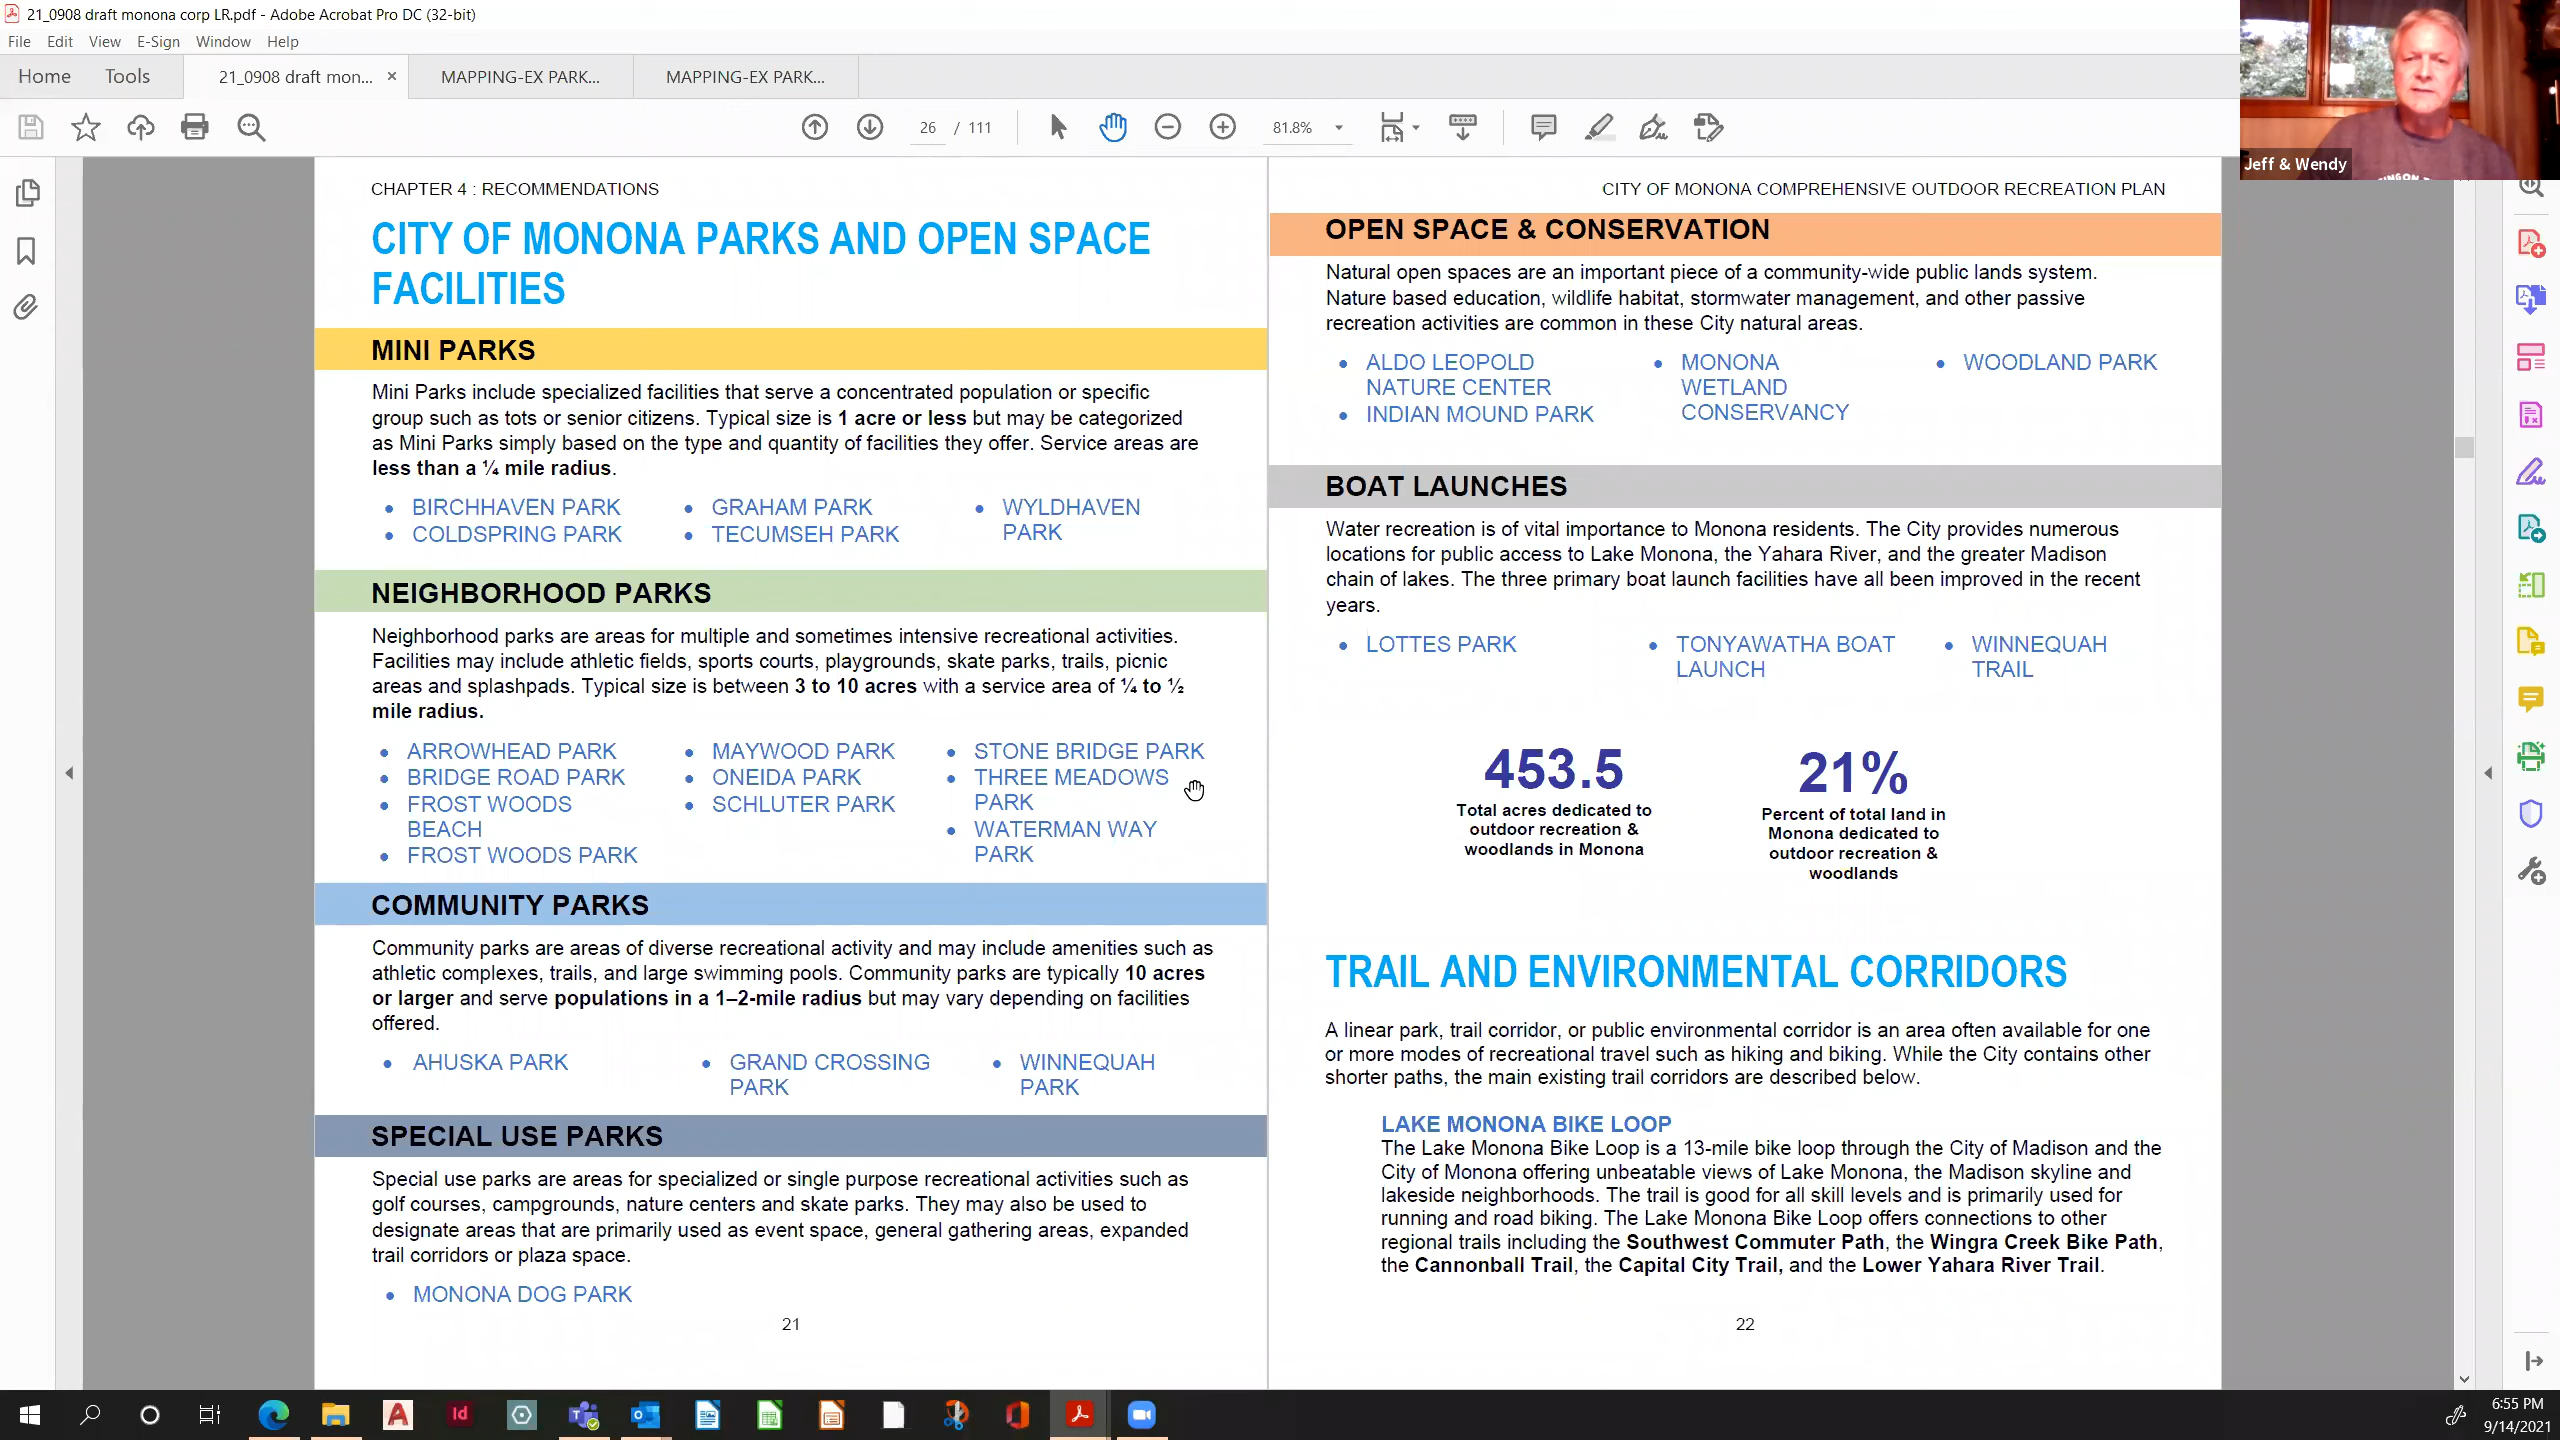 21_0908 draft monona corp LR.pdf - Adobe Acrobat Pro DC (32-bit)
File Edit View E-Sign Window Help
Home Tools 21_0908 draft mon... × MAPPING-EX PARK... MAPPING-EX PARK...
26 / 111 81.8%
Jeff & Wendy
CHAPTER 4 : RECOMMENDATIONS
CITY OF MONONA PARKS AND OPEN SPACE
FACILITIES
MINI PARKS
Mini Parks include specialized facilities that serve a concentrated population or specific
group such as tots or senior citizens. Typical size is 1 acre or less but may be categorized
as Mini Parks simply based on the type and quantity of facilities they offer. Service areas are
less than a ¼ mile radius.
• BIRCHHAVEN PARK
• COLDSPRING PARK
• GRAHAM PARK
• TECUMSEH PARK
• WYLDHAVEN
PARK
NEIGHBORHOOD PARKS
Neighborhood parks are areas for multiple and sometimes intensive recreational activities.
Facilities may include athletic fields, sports courts, playgrounds, skate parks, trails, picnic
areas and splashpads. Typical size is between 3 to 10 acres with a service area of ¼ to ½
mile radius.
• ARROWHEAD PARK
• BRIDGE ROAD PARK
• FROST WOODS
BEACH
• FROST WOODS PARK
• MAYWOOD PARK
• ONEIDA PARK
• SCHLUTER PARK
• STONE BRIDGE PARK
• THREE MEADOWS
PARK
• WATERMAN WAY
PARK
COMMUNITY PARKS
Community parks are areas of diverse recreational activity and may include amenities such as
athletic complexes, trails, and large swimming pools. Community parks are typically 10 acres
or larger and serve populations in a 1–2-mile radius but may vary depending on facilities
offered.
• AHUSKA PARK
• GRAND CROSSING
PARK
• WINNEQUAH
PARK
SPECIAL USE PARKS
Special use parks are areas for specialized or single purpose recreational activities such as
golf courses, campgrounds, nature centers and skate parks. They may also be used to
designate areas that are primarily used as event space, general gathering areas, expanded
trail corridors or plaza space.
• MONONA DOG PARK
21
CITY OF MONONA COMPREHENSIVE OUTDOOR RECREATION PLAN
OPEN SPACE & CONSERVATION
Natural open spaces are an important piece of a community-wide public lands system.
Nature based education, wildlife habitat, stormwater management, and other passive
recreation activities are common in these City natural areas.
• ALDO LEOPOLD
NATURE CENTER
• INDIAN MOUND PARK
• MONONA
WETLAND
CONSERVANCY
• WOODLAND PARK
BOAT LAUNCHES
Water recreation is of vital importance to Monona residents. The City provides numerous
locations for public access to Lake Monona, the Yahara River, and the greater Madison
chain of lakes. The three primary boat launch facilities have all been improved in the recent
years.
• LOTTES PARK
• TONYAWATHA BOAT
LAUNCH
• WINNEQUAH
TRAIL
453.5
Total acres dedicated to
outdoor recreation &
woodlands in Monona
21%
Percent of total land in
Monona dedicated to
outdoor recreation &
woodlands
TRAIL AND ENVIRONMENTAL CORRIDORS
A linear park, trail corridor, or public environmental corridor is an area often available for one
or more modes of recreational travel such as hiking and biking. While the City contains other
shorter paths, the main existing trail corridors are described below.
LAKE MONONA BIKE LOOP
The Lake Monona Bike Loop is a 13-mile bike loop through the City of Madison and the
City of Monona offering unbeatable views of Lake Monona, the Madison skyline and
lakeside neighborhoods. The trail is good for all skill levels and is primarily used for
running and road biking. The Lake Monona Bike Loop offers connections to other
regional trails including the Southwest Commuter Path, the Wingra Creek Bike Path,
the Cannonball Trail, the Capital City Trail, and the Lower Yahara River Trail.
22
6:55 PM
9/14/2021